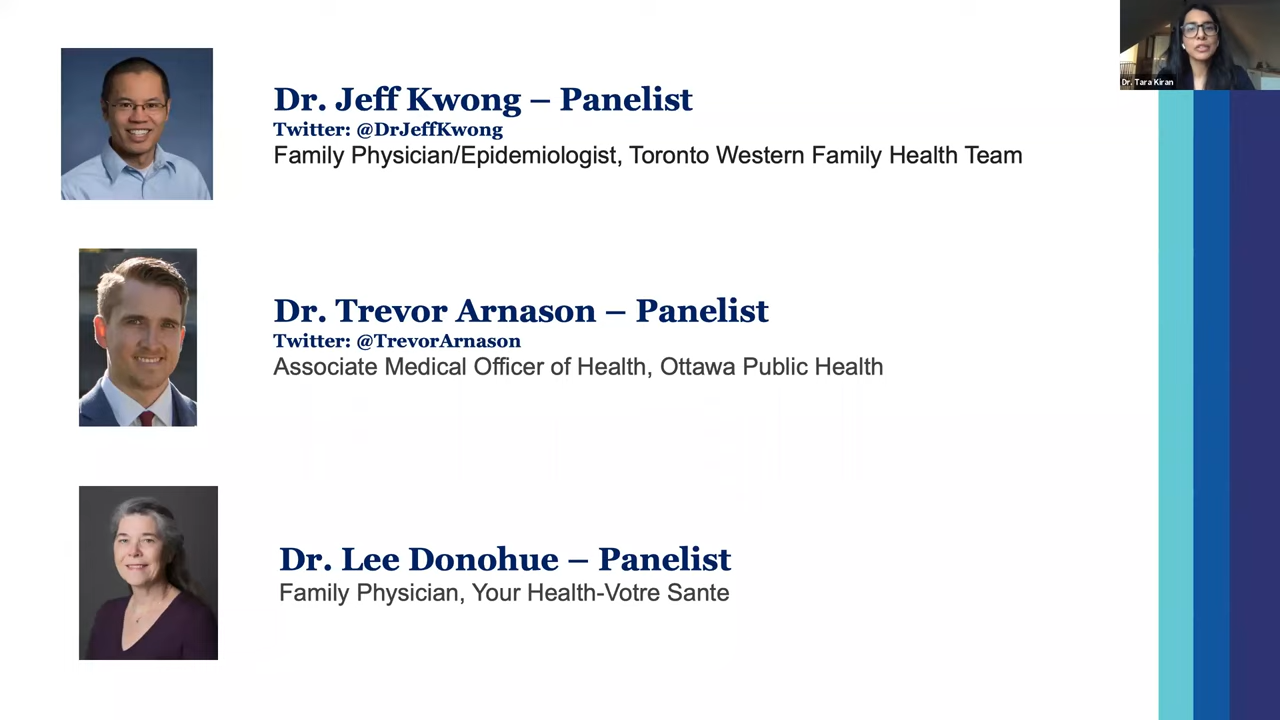 Dr. Jeff Kwong – Panelist
Twitter: @DrJeffKwong
Family Physician/Epidemiologist, Toronto Western Family Health Team
Dr. Trevor Arnason – Panelist
Twitter: @TrevorArnason
Associate Medical Officer of Health, Ottawa Public Health
Dr. Lee Donohue – Panelist
Family Physician, Your Health-Votre Sante
Dr. Tara Kiran